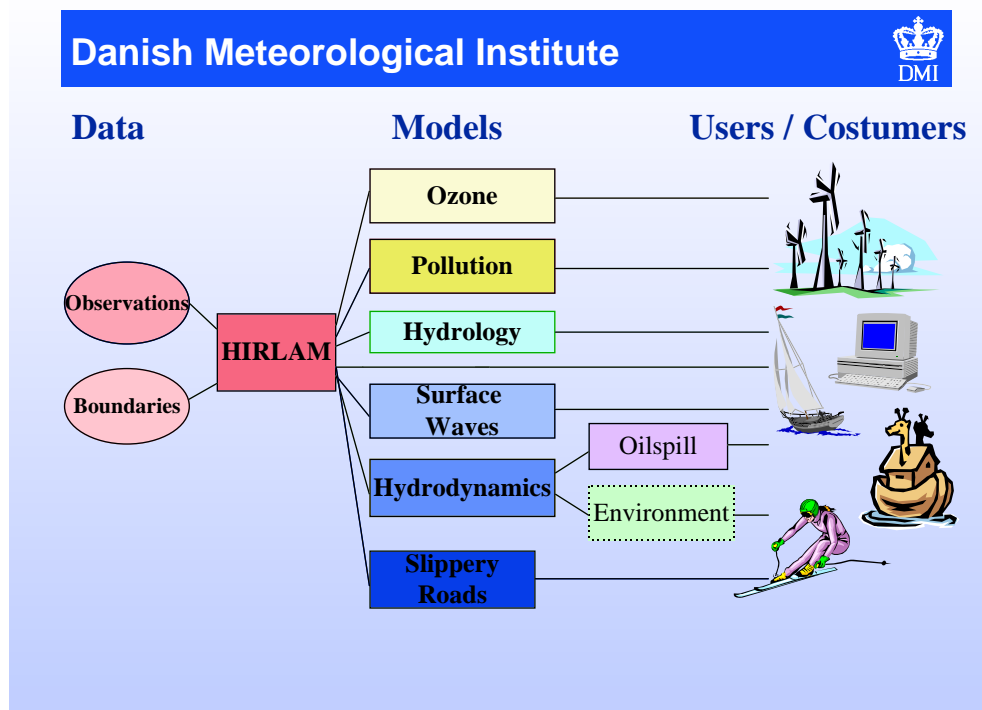 Danish Meteorological Institute
DMI
Data
Models
Users / Costumers
Ozone
Pollution
Observations
Hydrology
HIRLAM
Boundaries
Surface
Waves
Oilspill
Hydrodynamics
Environment
Slippery
Roads